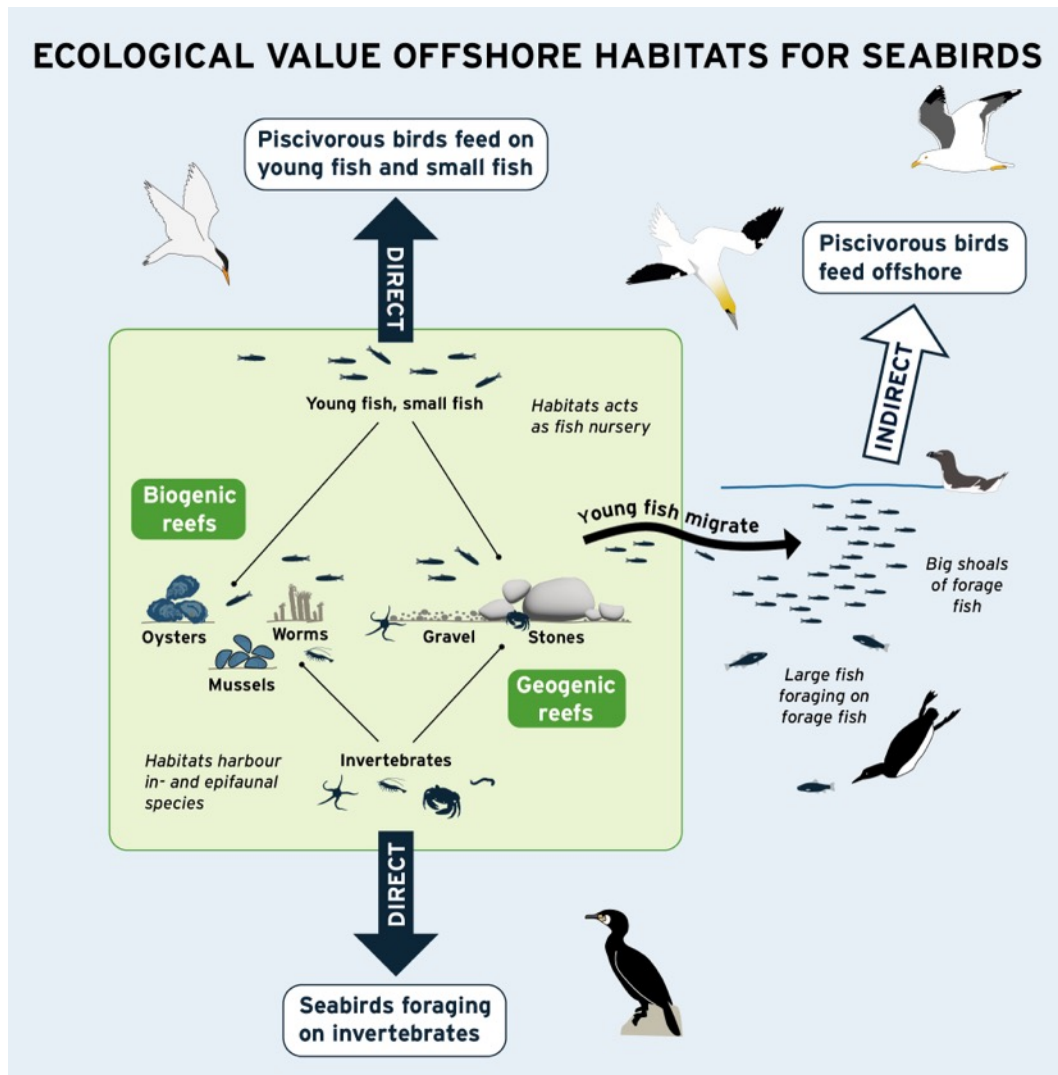 ECOLOGICAL VALUE OFFSHORE HABITATS FOR SEABIRDS
Piscivorous birds feed on
young fish and small fish
DIRECT
Piscivorous birds
feed offshore
INDIRECT
Young fish, small fish
Habitats acts
as fish nursery
Biogenic
reefs
Young fish migrate
Big shoals
of forage
fish
Oysters
Worms
Gravel
Stones
Mussels
Geogenic
reefs
Large fish
foraging on
forage fish
Invertebrates
Habitats harbour
in- and epifaunal
species
DIRECT
Seabirds foraging
on invertebrates